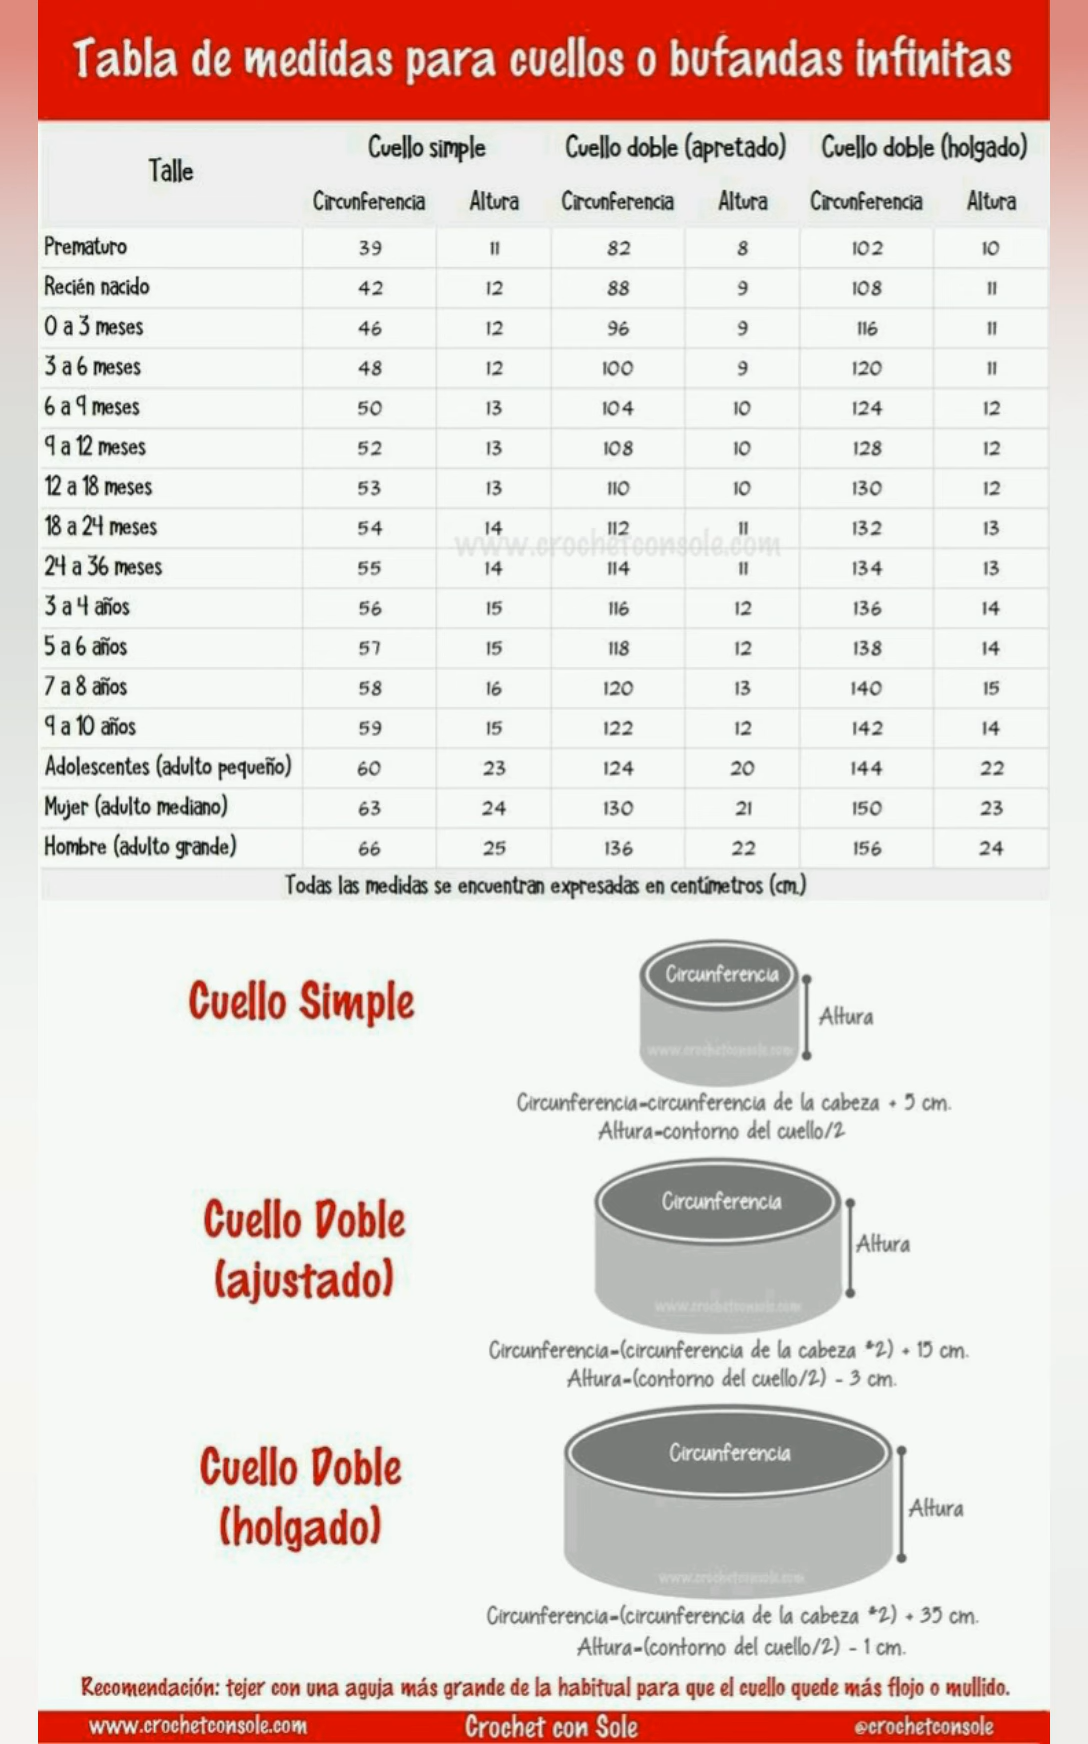 Tabla de medidas para cuellos o bufandas infinitas
Talle Cuello simple Cuello doble (apretado) Cuello doble (holgado)
Circunferencia Altura Circunferencia Altura Circunferencia Altura
Prematuro 39 11 82 8 102 10
Recién nacido 42 12 88 9 108 11
0 a 3 meses 46 12 96 9 116 11
3 a 6 meses 48 12 100 9 120 11
6 a 9 meses 50 13 104 10 124 12
9 a 12 meses 52 13 108 10 128 12
12 a 18 meses 53 13 110 10 130 12
18 a 24 meses 54 14 112 11 132 13
www.crochetconsole.com
24 a 36 meses 55 14 114 11 134 13
3 a 4 años 56 15 116 12 136 14
5 a 6 años 57 15 118 12 138 14
7 a 8 años 58 16 120 13 140 15
9 a 10 años 59 15 122 12 142 14
Adolescentes (adulto pequeño) 60 23 124 20 144 22
Mujer (adulto mediano) 63 24 130 21 150 23
Hombre (adulto grande) 66 25 136 22 156 24
Todas las medidas se encuentran expresadas en centímetros (cm.)
Cuello Simple
Circunferencia
Altura
www.crochetconsole.com
Circunferencia=circunferencia de la cabeza + 5 cm.
Altura=contorno del cuello/2
Cuello Doble
(ajustado)
Circunferencia
Altura
www.crochetconsole.com
Circunferencia=(circunferencia de la cabeza *2) + 15 cm.
Altura=(contorno del cuello/2) - 3 cm.
Cuello Doble
(holgado)
Circunferencia
Altura
www.crochetconsole.com
Circunferencia=(circunferencia de la cabeza *2) + 35 cm.
Altura=(contorno del cuello/2) - 1 cm.
Recomendación: tejer con una aguja más grande de la habitual para que el cuello quede más flojo o mullido.
www.crochetconsole.com Crochet con Sole @crochetconsole